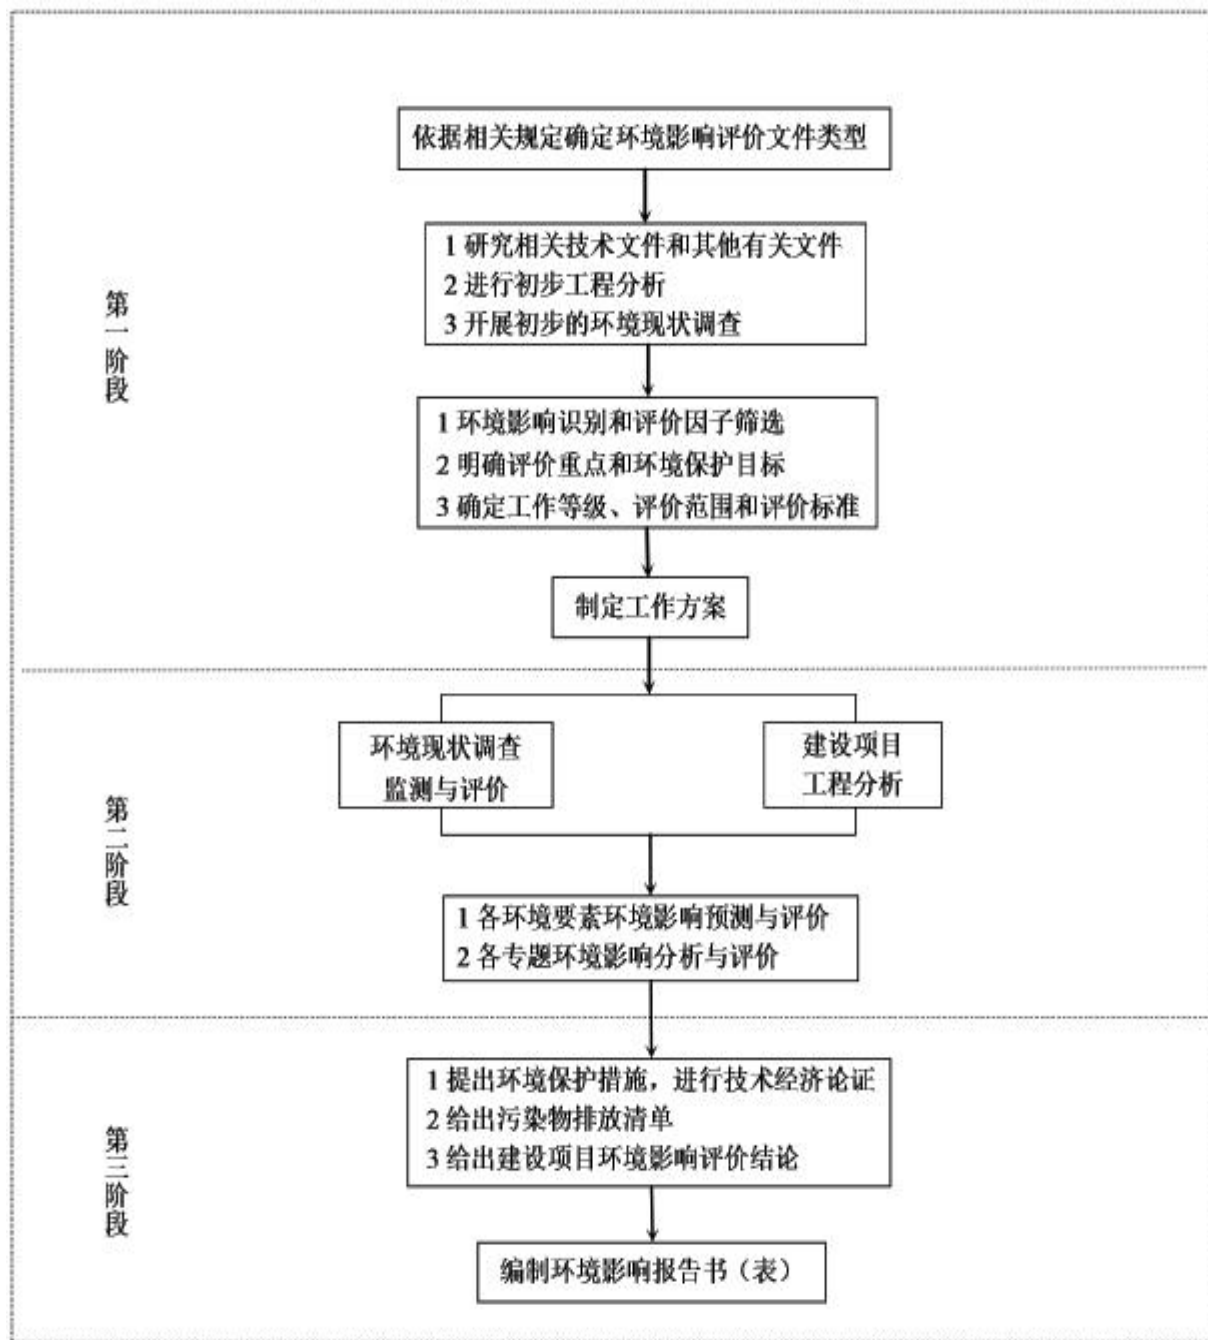 依据相关规定确定环境影响评价文件类型
1 研究相关技术文件和其他有关文件
2 进行初步工程分析
3 开展初步的环境现状调查
第一阶段
1 环境影响识别和评价因子筛选
2 明确评价重点和环境保护目标
3 确定工作等级、评价范围和评价标准
制定工作方案
环境现状调查
监测与评价
建设项目
工程分析
第二阶段
1 各环境要素环境影响预测与评价
2 各专题环境影响分析与评价
1 提出环境保护措施，进行技术经济论证
2 给出污染物排放清单
3 给出建设项目环境影响评价结论
第三阶段
编制环境影响报告书（表）